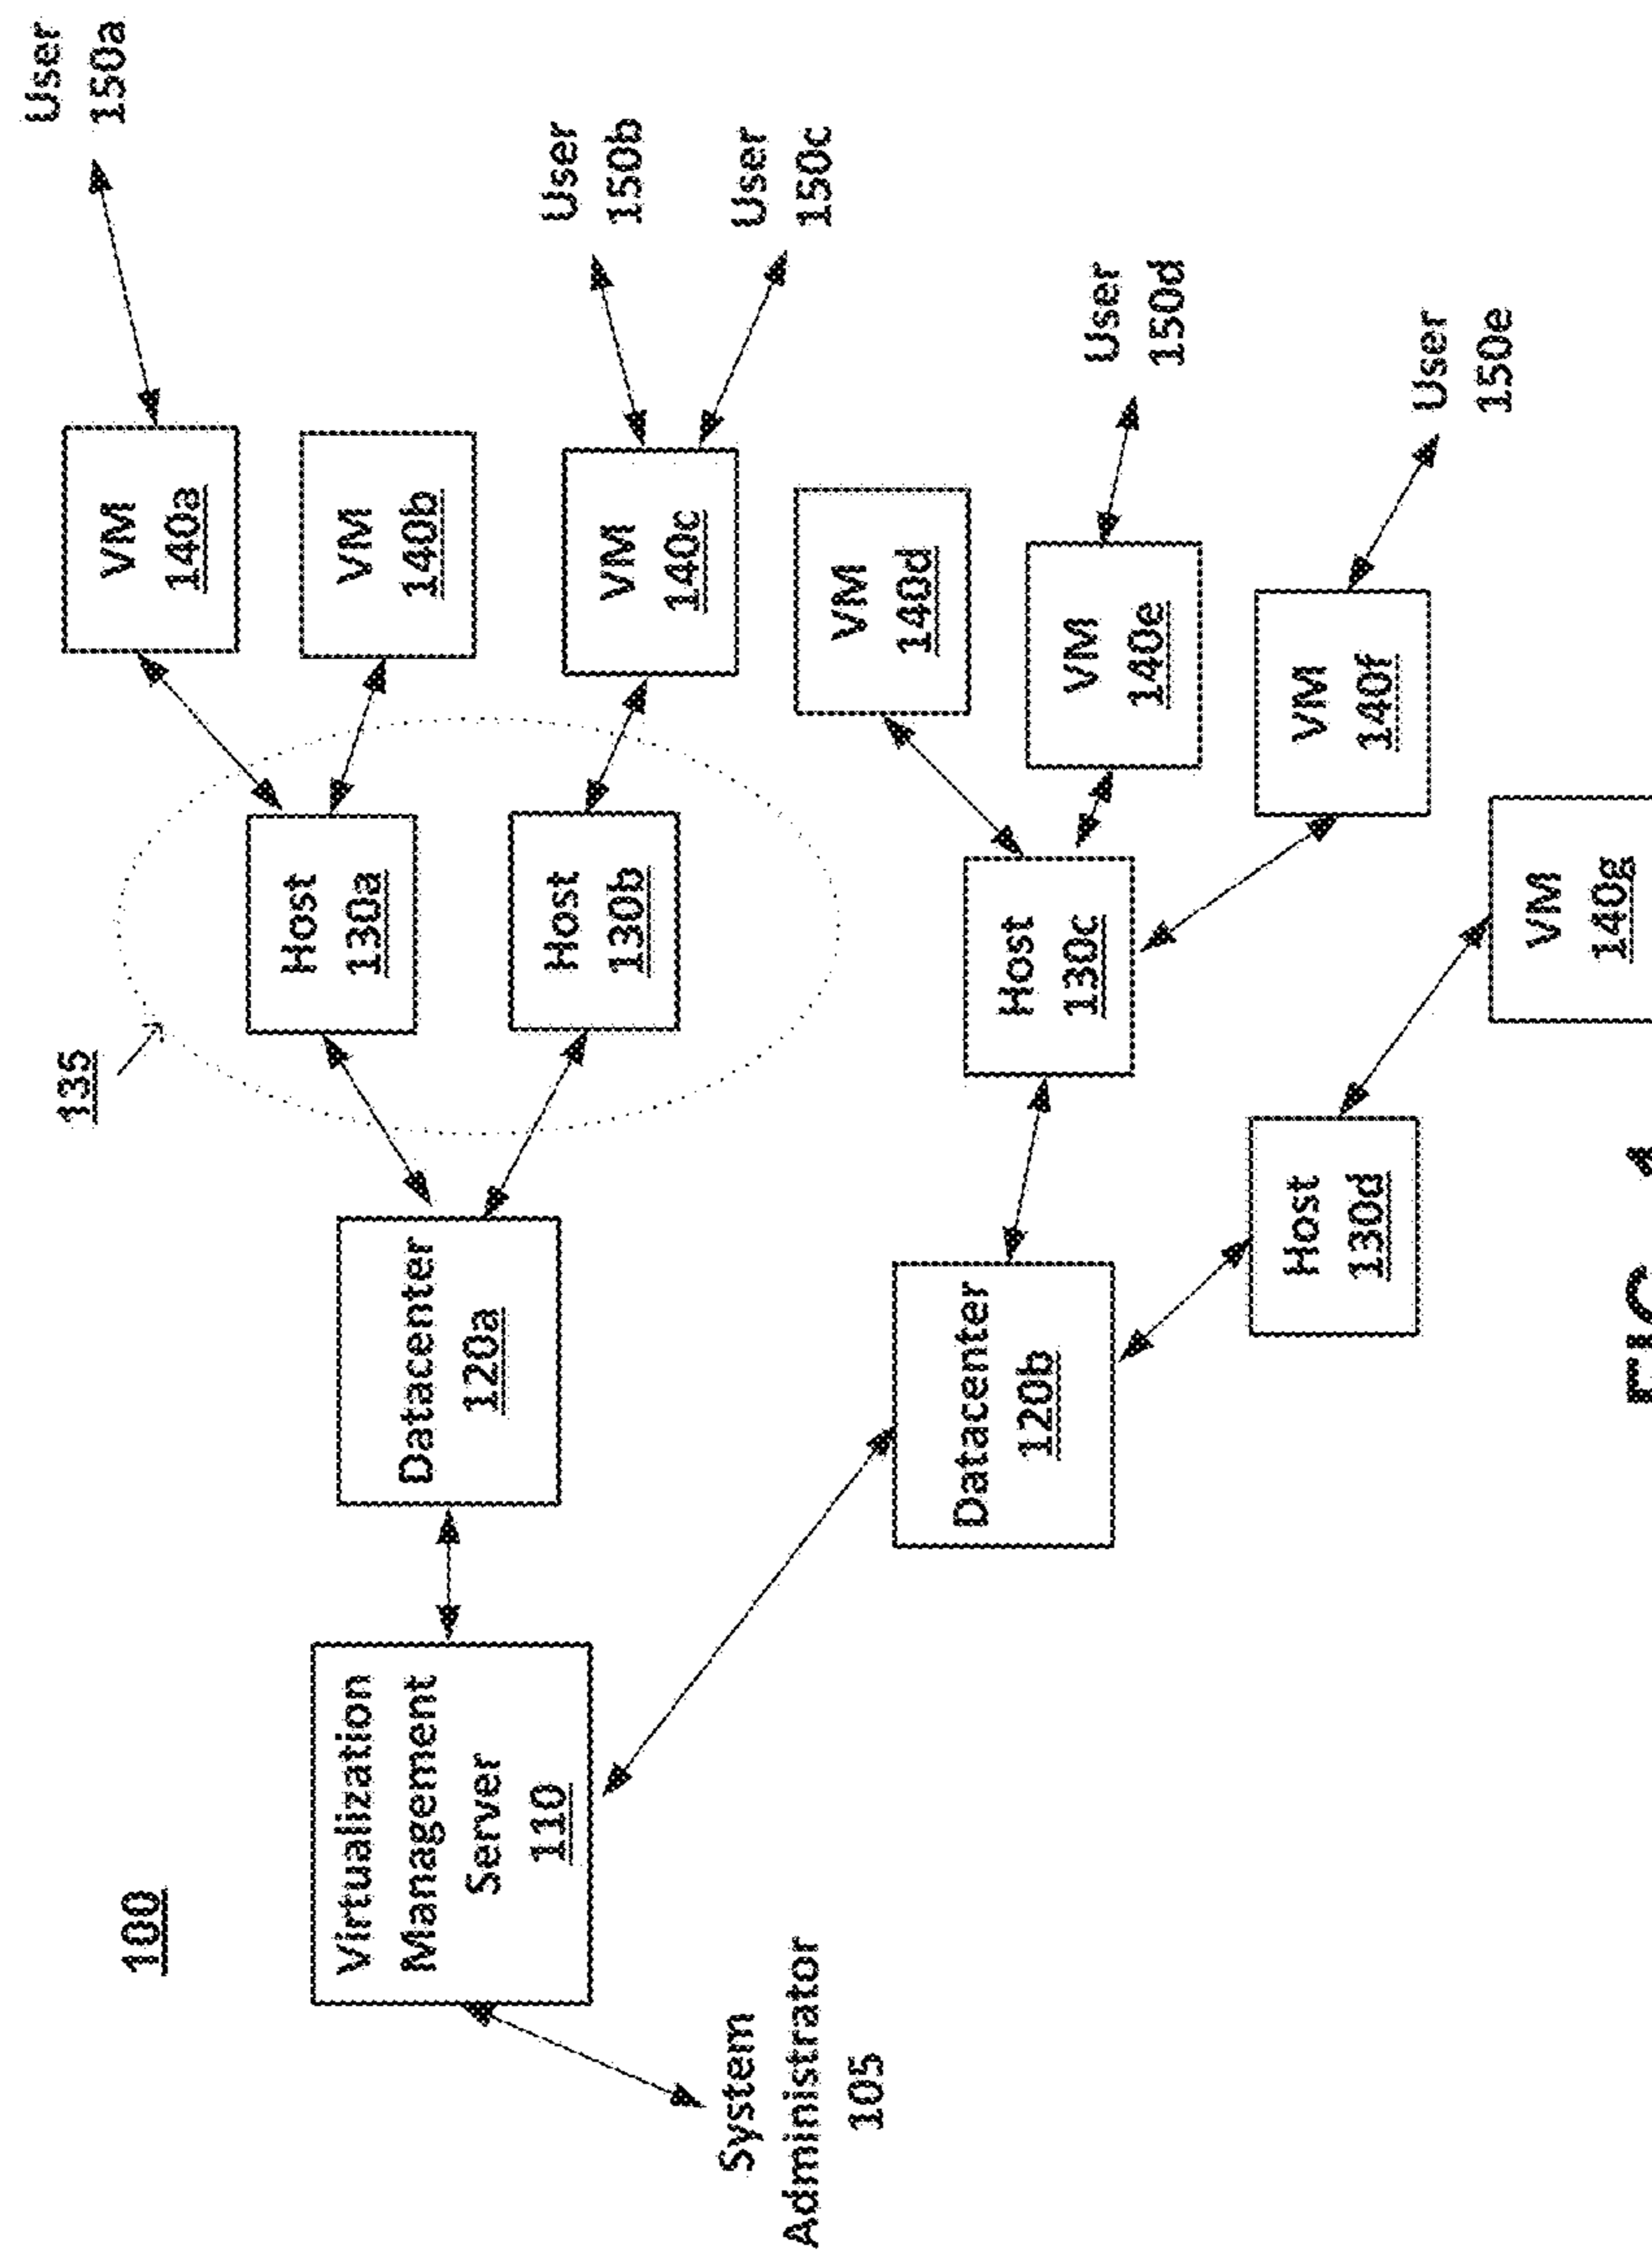 100
System
Administrator
105
Virtualization
Management
Server
110
Datacenter
120a
Datacenter
120b
135
Host
130a
Host
130b
Host
130c
Host
130d
VM
140a
VM
140b
VM
140c
VM
140d
VM
140e
VM
140f
VM
140g
User
150a
User
150b
User
150c
User
150d
User
150e